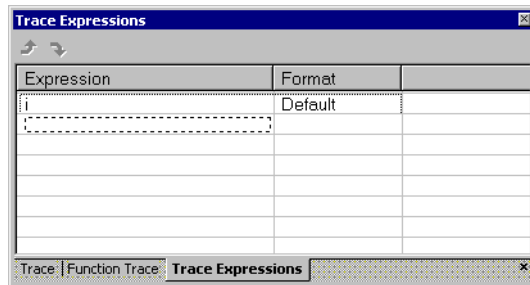 Trace Expressions
Expression Format
i Default
Trace Function Trace Trace Expressions